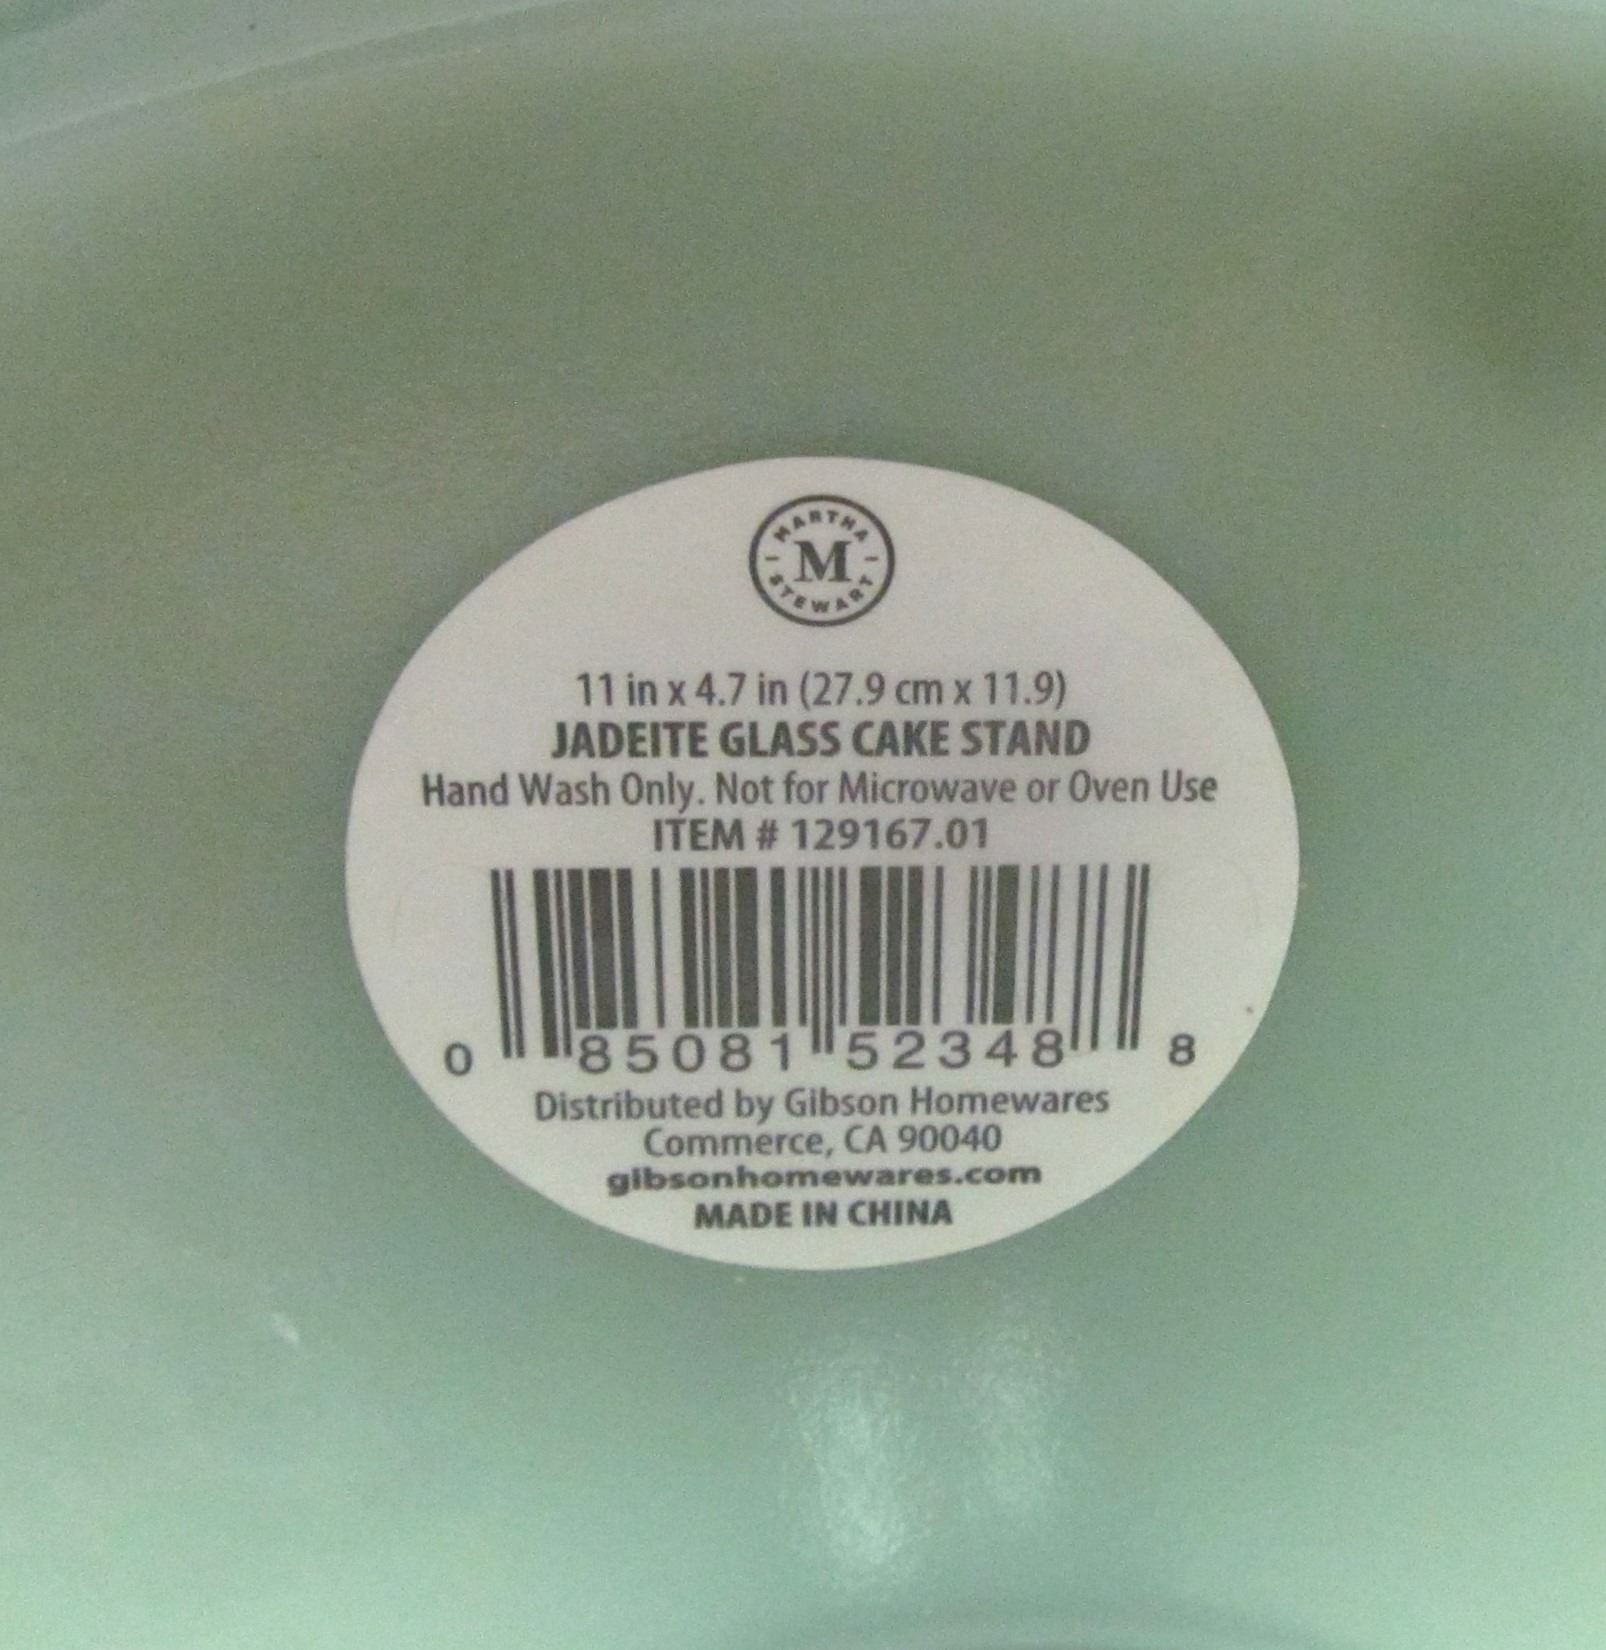 MARTHA
M
STEWART
11 in x 4.7 in (27.9 cm x 11.9)
JADEITE GLASS CAKE STAND
Hand Wash Only. Not for Microwave or Oven Use
ITEM # 129167.01
0 85081 52348 8
Distributed by Gibson Homewares
Commerce, CA 90040
gibsonhomewares.com
MADE IN CHINA